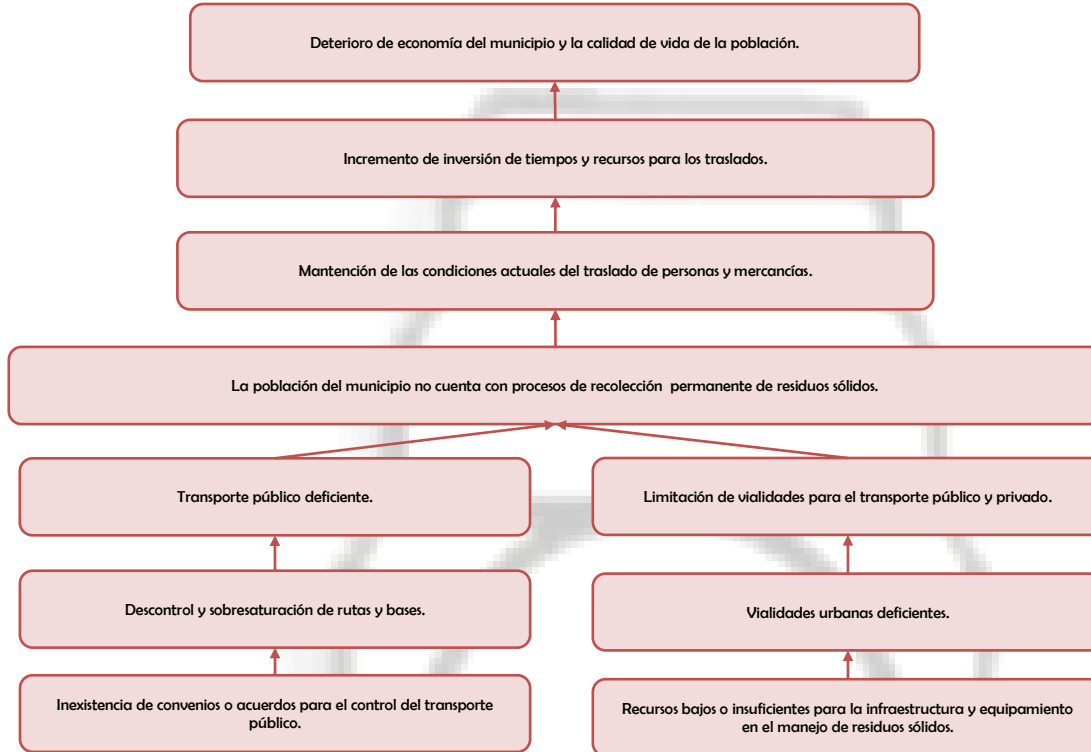 Deterioro de economía del municipio y la calidad de vida de la población.
Incremento de inversión de tiempos y recursos para los traslados.
Mantención de las condiciones actuales del traslado de personas y mercancías.
La población del municipio no cuenta con procesos de recolección permanente de residuos sólidos.
Transporte público deficiente.
Limitación de vialidades para el transporte público y privado.
Descontrol y sobresaturación de rutas y bases.
Vialidades urbanas deficientes.
Inexistencia de convenios o acuerdos para el control del transporte
público.
Recursos bajos o insuficientes para la infraestructura y equipamiento
en el manejo de residuos sólidos.